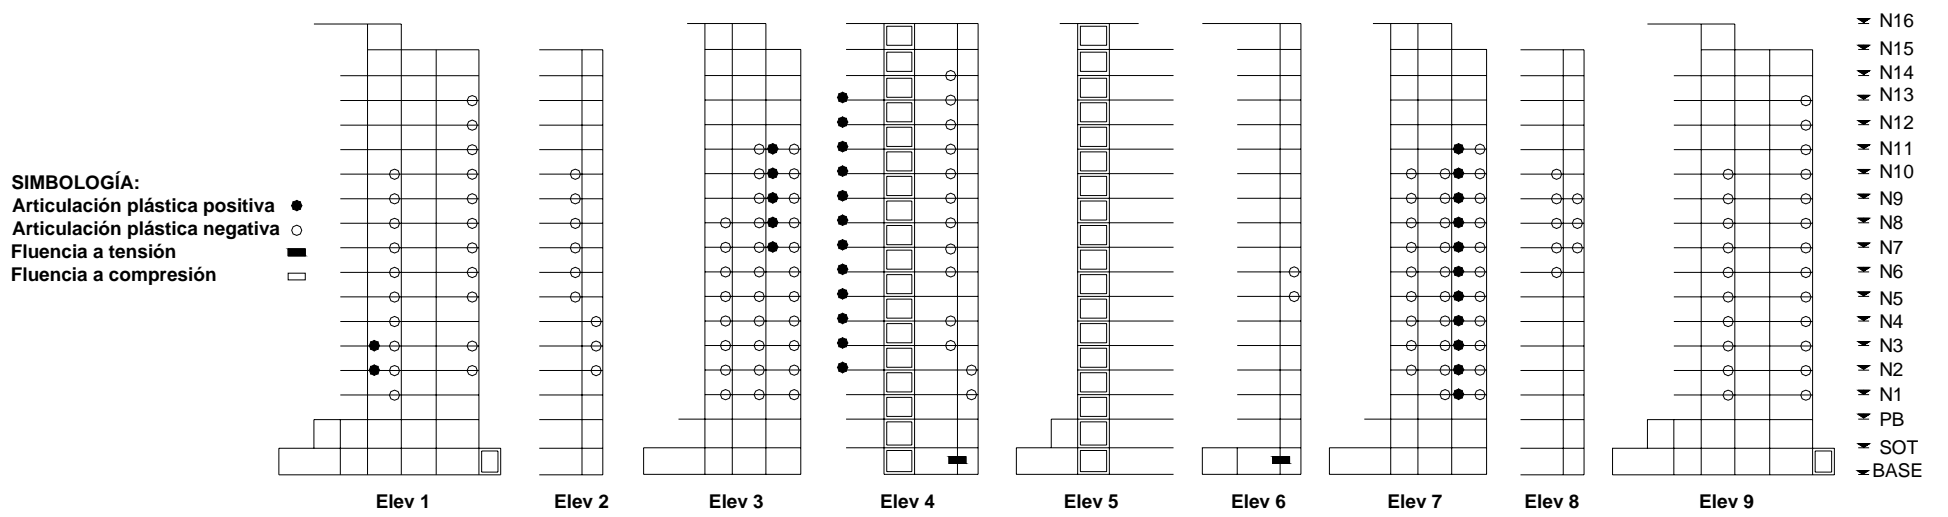 SIMBOLOGÍA:
Articulación plástica positiva
Articulación plástica negativa
Fluencia a tensión
Fluencia a compresión
Elev 1
Elev 2
Elev 3
Elev 4
Elev 5
Elev 6
Elev 7
Elev 8
Elev 9
N16
N15
N14
N13
N12
N11
N10
N9
N8
N7
N6
N5
N4
N3
N2
N1
PB
SOT
BASE